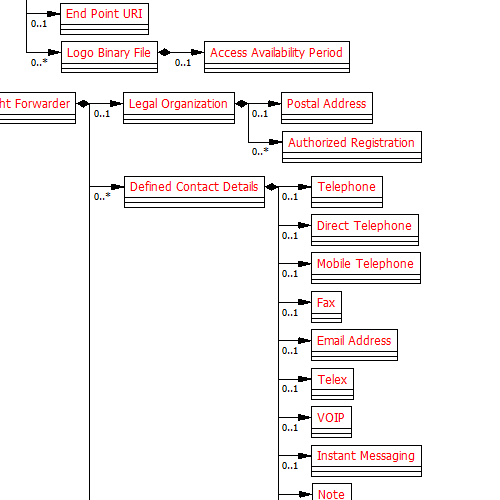 End Point URI
0..1
Logo Binary File
Access Availability Period
0..*
0..1
ht Forwarder
Legal Organization
Postal Address
0..1
0..1
Authorized Registration
0..*
Defined Contact Details
Telephone
0..*
0..1
Direct Telephone
0..1
Mobile Telephone
0..1
Fax
0..1
Email Address
0..1
Telex
0..1
VOIP
0..1
Instant Messaging
0..1
Note